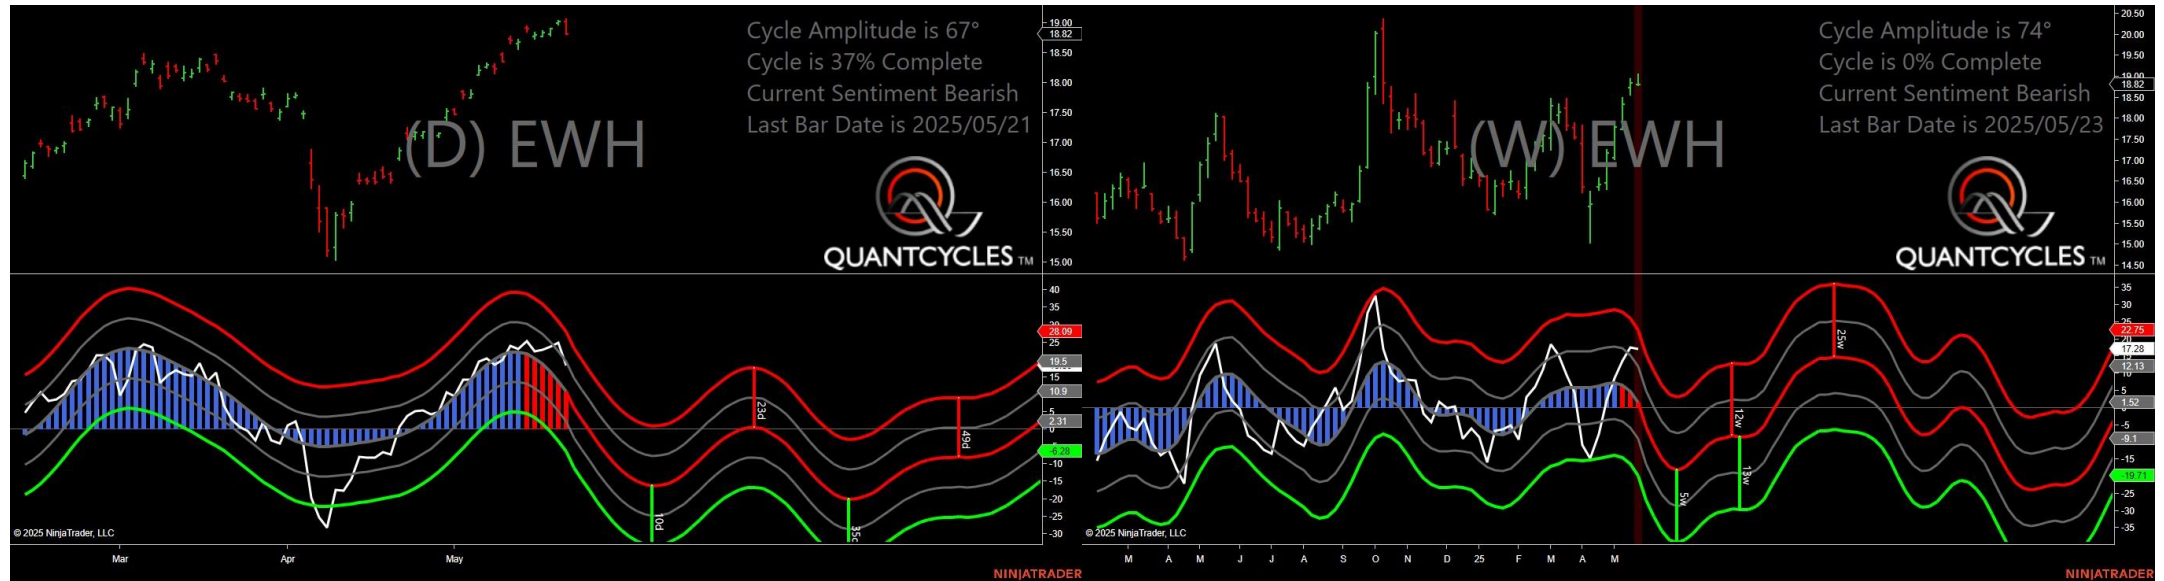 Cycle Amplitude is 67°
Cycle is 37% Complete
Current Sentiment Bearish
Last Bar Date is 2025/05/21
(D) EWH
QUANTCYCLES TM
19.00
18.82
18.50
18.00
17.50
17.00
16.50
16.00
15.50
15.00
40
35
28.09
25
19.5
15
10.9
5
2.31
-6.28
-10
-15
-20
-25
-30
10d
23d
35d
49d
© 2025 NinjaTrader, LLC
Mar
Apr
May
NINJATRADER
Cycle Amplitude is 74°
Cycle is 0% Complete
Current Sentiment Bearish
Last Bar Date is 2025/05/23
(W) EWH
QUANTCYCLES TM
20.50
20.00
19.50
19.00
18.82
18.50
18.00
17.50
17.00
16.50
16.00
15.50
15.00
14.50
35
30
25
22.75
17.28
12.13
5
1.52
-5
-9.1
-15
-19.71
-25
-30
-35
5w
12w
13w
25w
© 2025 NinjaTrader, LLC
M
A
M
J
J
A
S
O
N
D
25
F
M
A
M
NINJATRADER